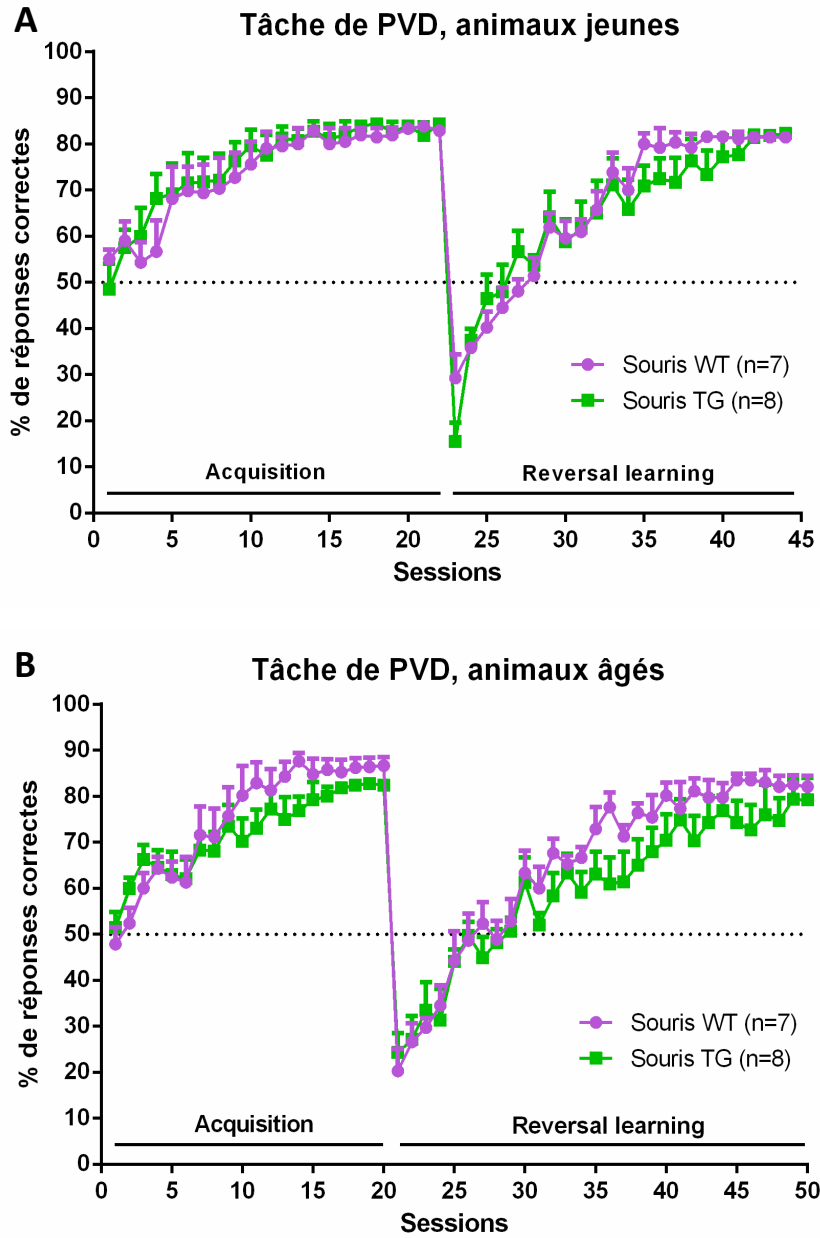 A
Tâche de PVD, animaux jeunes
% de réponses correctes
100
90
80
70
60
50
40
30
20
10
0
Souris WT (n=7)
Souris TG (n=8)
Acquisition
Reversal learning
0 5 10 15 20 25 30 35 40 45
Sessions
B
Tâche de PVD, animaux âgés
% de réponses correctes
100
90
80
70
60
50
40
30
20
10
0
Souris WT (n=7)
Souris TG (n=8)
Acquisition
Reversal learning
0 5 10 15 20 25 30 35 40 45 50
Sessions